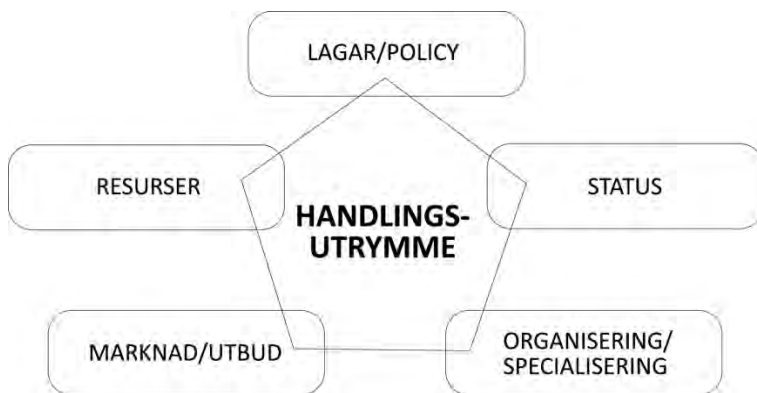 LAGAR/POLICY
RESURSER
STATUS
HANDLINGS-
UTRYMME
MARKNAD/UTBUD
ORGANISERING/
SPECIALISERING